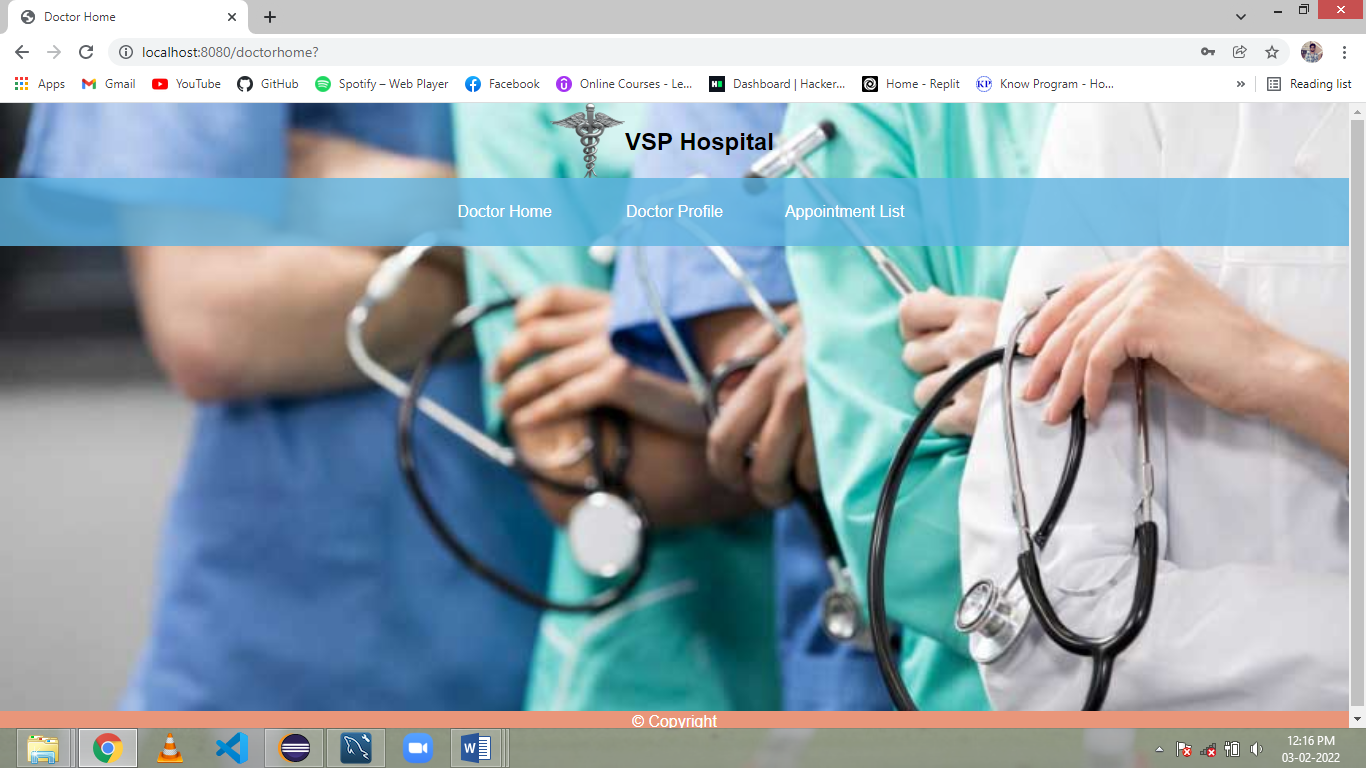 Doctor Home
localhost:8080/doctorhome?
Apps Gmail YouTube GitHub Spotify – Web Player Facebook Online Courses - Le... Dashboard | Hacker... Home - Replit KP Know Program - Ho... » Reading list
VSP Hospital
Doctor Home Doctor Profile Appointment List
© Copyright
12:16 PM
03-02-2022